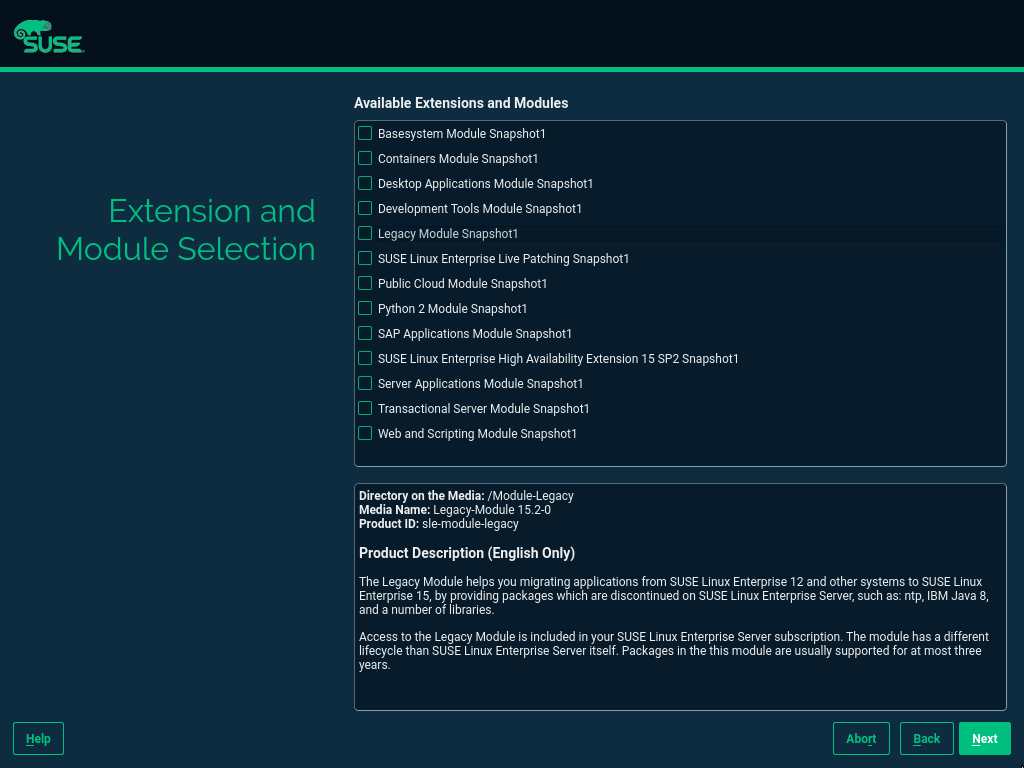 SUSE
Available Extensions and Modules
Extension and
Module Selection
Basesystem Module Snapshot1
Containers Module Snapshot1
Desktop Applications Module Snapshot1
Development Tools Module Snapshot1
Legacy Module Snapshot1
SUSE Linux Enterprise Live Patching Snapshot1
Public Cloud Module Snapshot1
Python 2 Module Snapshot1
SAP Applications Module Snapshot1
SUSE Linux Enterprise High Availability Extension 15 SP2 Snapshot1
Server Applications Module Snapshot1
Transactional Server Module Snapshot1
Web and Scripting Module Snapshot1
Directory on the Media: /Module-Legacy
Media Name: Legacy-Module 15.2-0
Product ID: sle-module-legacy
Product Description (English Only)
The Legacy Module helps you migrating applications from SUSE Linux Enterprise 12 and other systems to SUSE Linux
Enterprise 15, by providing packages which are discontinued on SUSE Linux Enterprise Server, such as: ntp, IBM Java 8,
and a number of libraries.
Access to the Legacy Module is included in your SUSE Linux Enterprise Server subscription. The module has a different
lifecycle than SUSE Linux Enterprise Server itself. Packages in the this module are usually supported for at most three
years.
Help
Abort
Back
Next